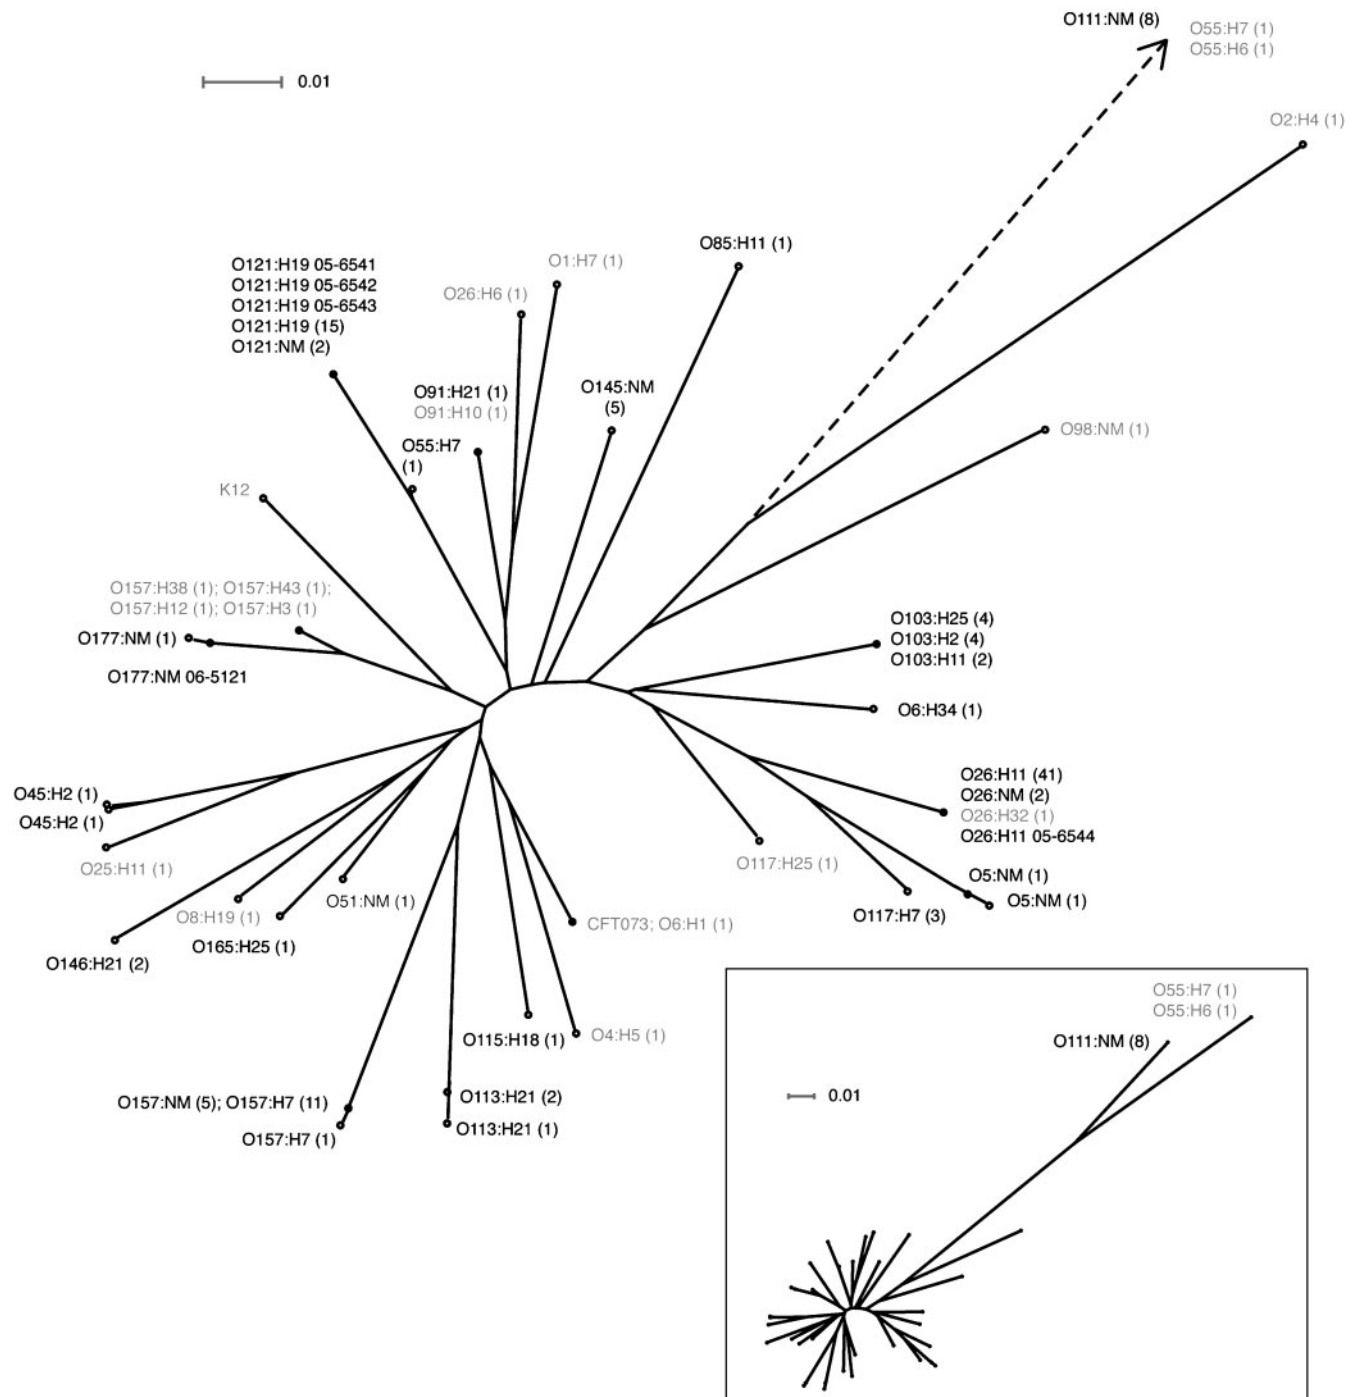 O111:NM (8)
O55:H7 (1)
O55:H6 (1)
0.01
O2:H4 (1)
O85:H11 (1)
O1:H7 (1)
O121:H19 05-6541
O121:H19 05-6542
O121:H19 05-6543
O121:H19 (15)
O121:NM (2)
O26:H6 (1)
O91:H21 (1)
O91:H10 (1)
O145:NM
(5)
O98:NM (1)
O55:H7
(1)
K12
O157:H38 (1); O157:H43 (1);
O157:H12 (1); O157:H3 (1)
O177:NM (1)
O177:NM 06-5121
O103:H25 (4)
O103:H2 (4)
O103:H11 (2)
O6:H34 (1)
O26:H11 (41)
O26:NM (2)
O26:H32 (1)
O26:H11 05-6544
O45:H2 (1)
O45:H2 (1)
O25:H11 (1)
O117:H25 (1)
O5:NM (1)
O5:NM (1)
O117:H7 (3)
O51:NM (1)
O8:H19 (1)
O165:H25 (1)
O146:H21 (2)
CFT073; O6:H1 (1)
O115:H18 (1)
O4:H5 (1)
O157:NM (5); O157:H7 (11)
O157:H7 (1)
O113:H21 (2)
O113:H21 (1)
O55:H7 (1)
O55:H6 (1)
O111:NM (8)
0.01